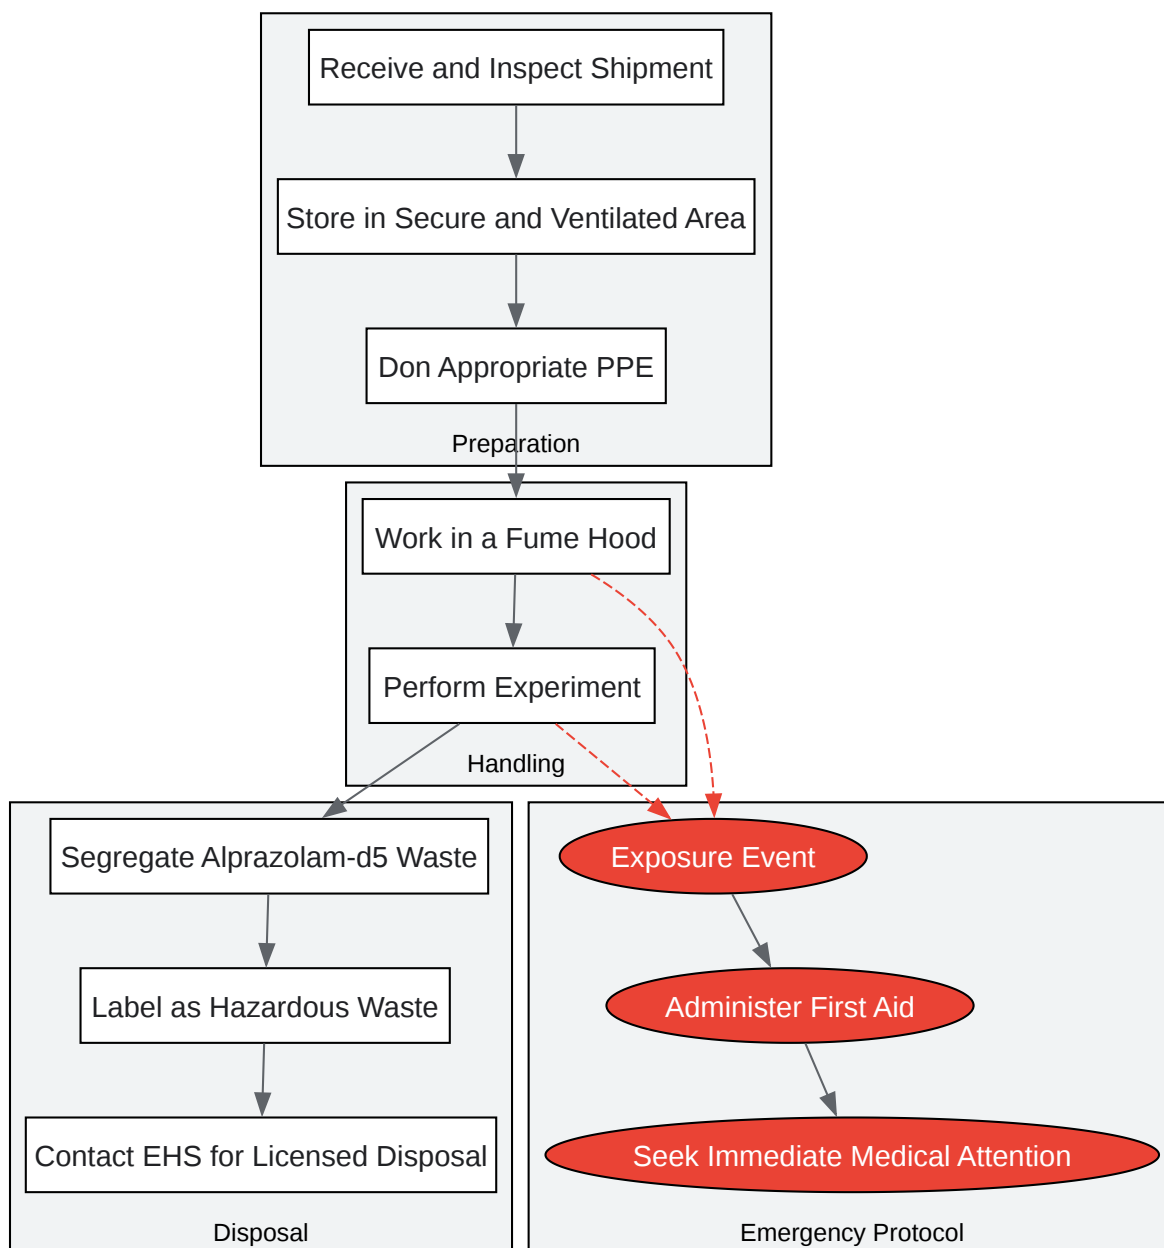 Receive and Inspect Shipment
Store in Secure and Ventilated Area
Don Appropriate PPE
Preparation
Work in a Fume Hood
Perform Experiment
Handling
Segregate Alprazolam-d5 Waste
Label as Hazardous Waste
Contact EHS for Licensed Disposal
Disposal
Exposure Event
Administer First Aid
Seek Immediate Medical Attention
Emergency Protocol